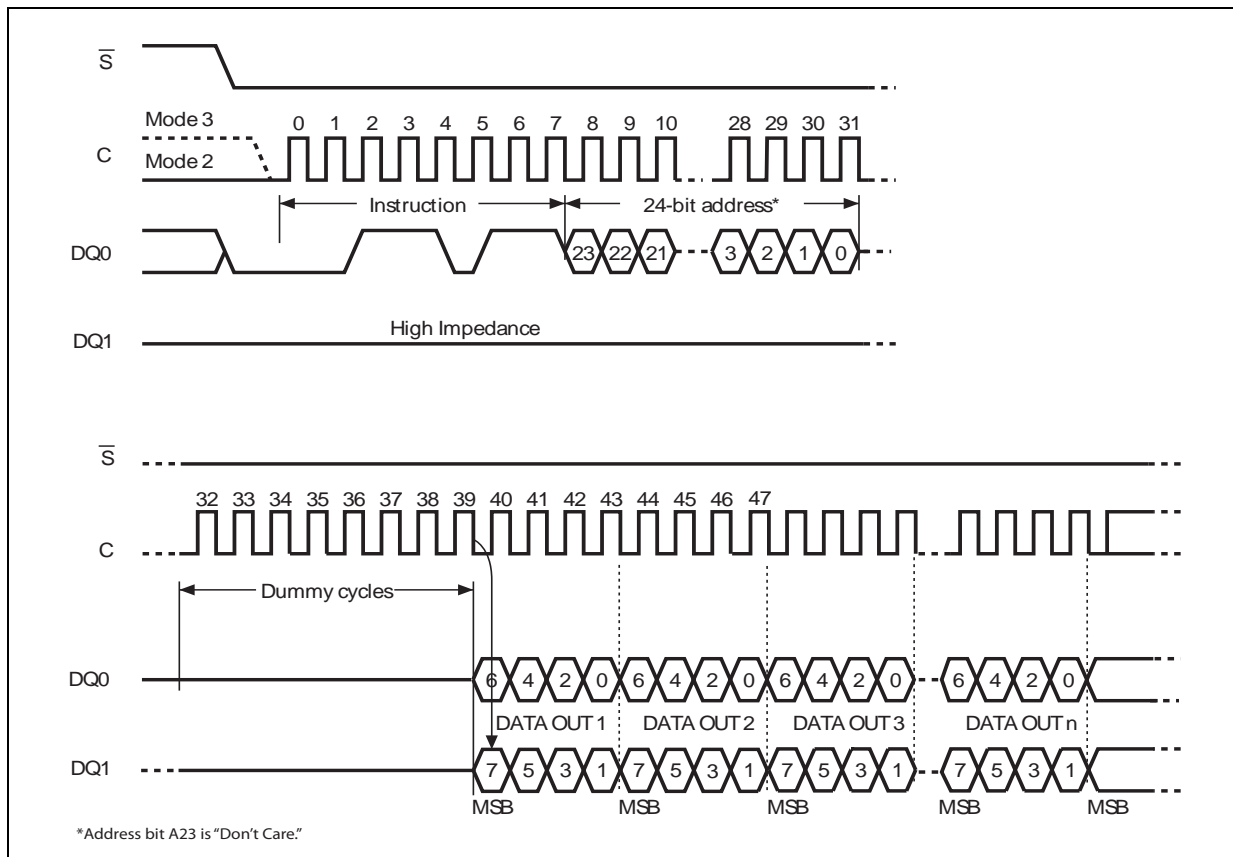 S
Mode 3
0 1 2 3 4 5 6 7 8 9 10 28 29 30 31
C
Mode 2
Instruction 24-bit address*
DQ0 23 22 21 3 2 1 0
High Impedance
DQ1
S
32 33 34 35 36 37 38 39 40 41 42 43 44 45 46 47
C
Dummy cycles
DQ0 6 4 2 0 6 4 2 0 6 4 2 0 6 4 2 0
DATA OUT 1 DATA OUT 2 DATA OUT 3 DATA OUT n
DQ1 7 5 3 1 7 5 3 1 7 5 3 1 7 5 3 1
MSB MSB MSB MSB MSB
*Address bit A23 is "Don't Care."